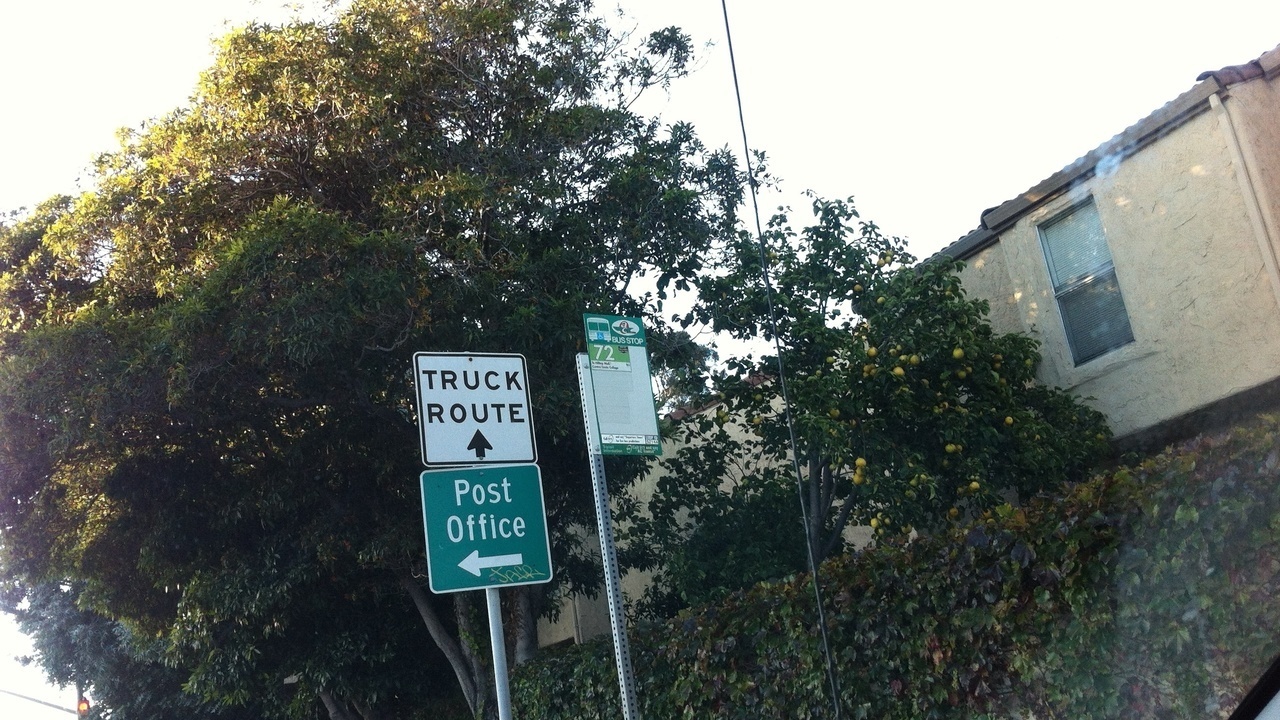 TRUCK
ROUTE
Post
Office
BUS STOP
72